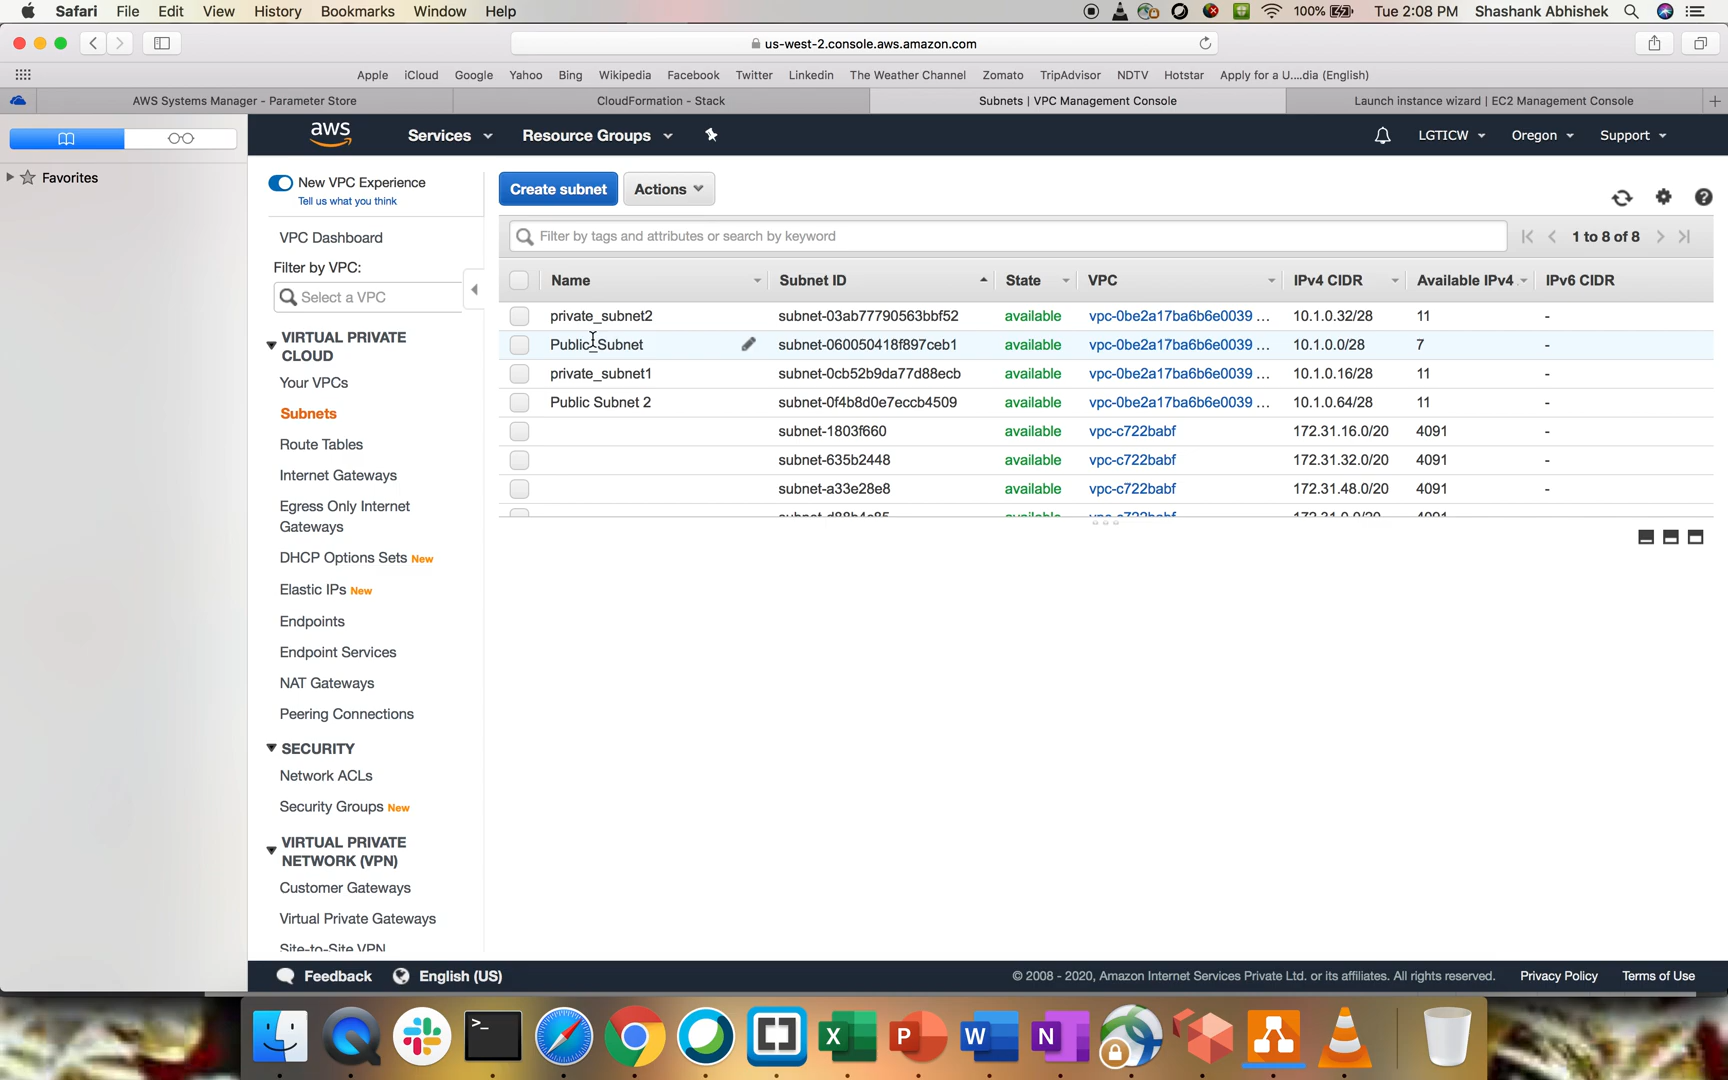 Safari File Edit View History Bookmarks Window Help 100% Tue 2:08 PM Shashank Abhishek
us-west-2.console.aws.amazon.com
Apple iCloud Google Yahoo Bing Wikipedia Facebook Twitter Linkedin The Weather Channel Zomato TripAdvisor NDTV Hotstar Apply for a U....dia (English)
AWS Systems Manager - Parameter Store CloudFormation - Stack Subnets | VPC Management Console Launch instance wizard | EC2 Management Console
aws Services Resource Groups LGTICW Oregon Support
Favorites
New VPC Experience
Tell us what you think
VPC Dashboard
Filter by VPC:
Select a VPC
VIRTUAL PRIVATE
CLOUD
Your VPCs
Subnets
Route Tables
Internet Gateways
Egress Only Internet
Gateways
DHCP Options Sets New
Elastic IPs New
Endpoints
Endpoint Services
NAT Gateways
Peering Connections
SECURITY
Network ACLs
Security Groups New
VIRTUAL PRIVATE
NETWORK (VPN)
Customer Gateways
Virtual Private Gateways
Site-to-Site VPN
Create subnet Actions
Filter by tags and attributes or search by keyword 1 to 8 of 8
Name Subnet ID State VPC IPv4 CIDR Available IPv4 IPv6 CIDR
private_subnet2 subnet-03ab77790563bbf52 available vpc-0be2a17ba6b6e0039 ... 10.1.0.32/28 11 -
Public_Subnet subnet-060050418f897ceb1 available vpc-0be2a17ba6b6e0039 ... 10.1.0.0/28 7 -
private_subnet1 subnet-0cb52b9da77d88ecb available vpc-0be2a17ba6b6e0039 ... 10.1.0.16/28 11 -
Public Subnet 2 subnet-0f4b8d0e7eccb4509 available vpc-0be2a17ba6b6e0039 ... 10.1.0.64/28 11 -
subnet-1803f660 available vpc-c722babf 172.31.16.0/20 4091 -
subnet-635b2448 available vpc-c722babf 172.31.32.0/20 4091 -
subnet-a33e28e8 available vpc-c722babf 172.31.48.0/20 4091 -
available vpc-c722babf 172.31.0.0/20 4091
Feedback English (US) © 2008 - 2020, Amazon Internet Services Private Ltd. or its affiliates. All rights reserved. Privacy Policy Terms of Use